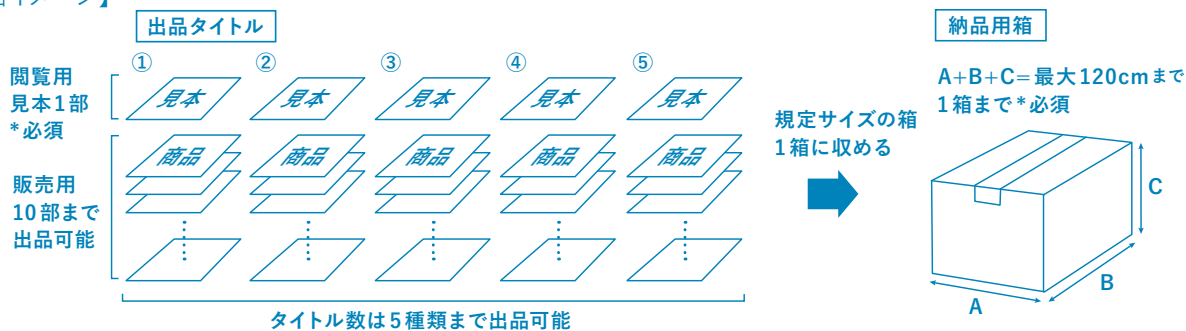 出品タイトル
① ② ③ ④ ⑤
閲覧用
見本1部
*必須
見本 見本 見本 見本 見本
販売用
10部まで
出品可能
商品 商品 商品 商品 商品
タイトル数は5種類まで出品可能
規定サイズの箱
1箱に収める
納品用箱
A+B+C=最大120cmまで
1箱まで*必須
C
B
A